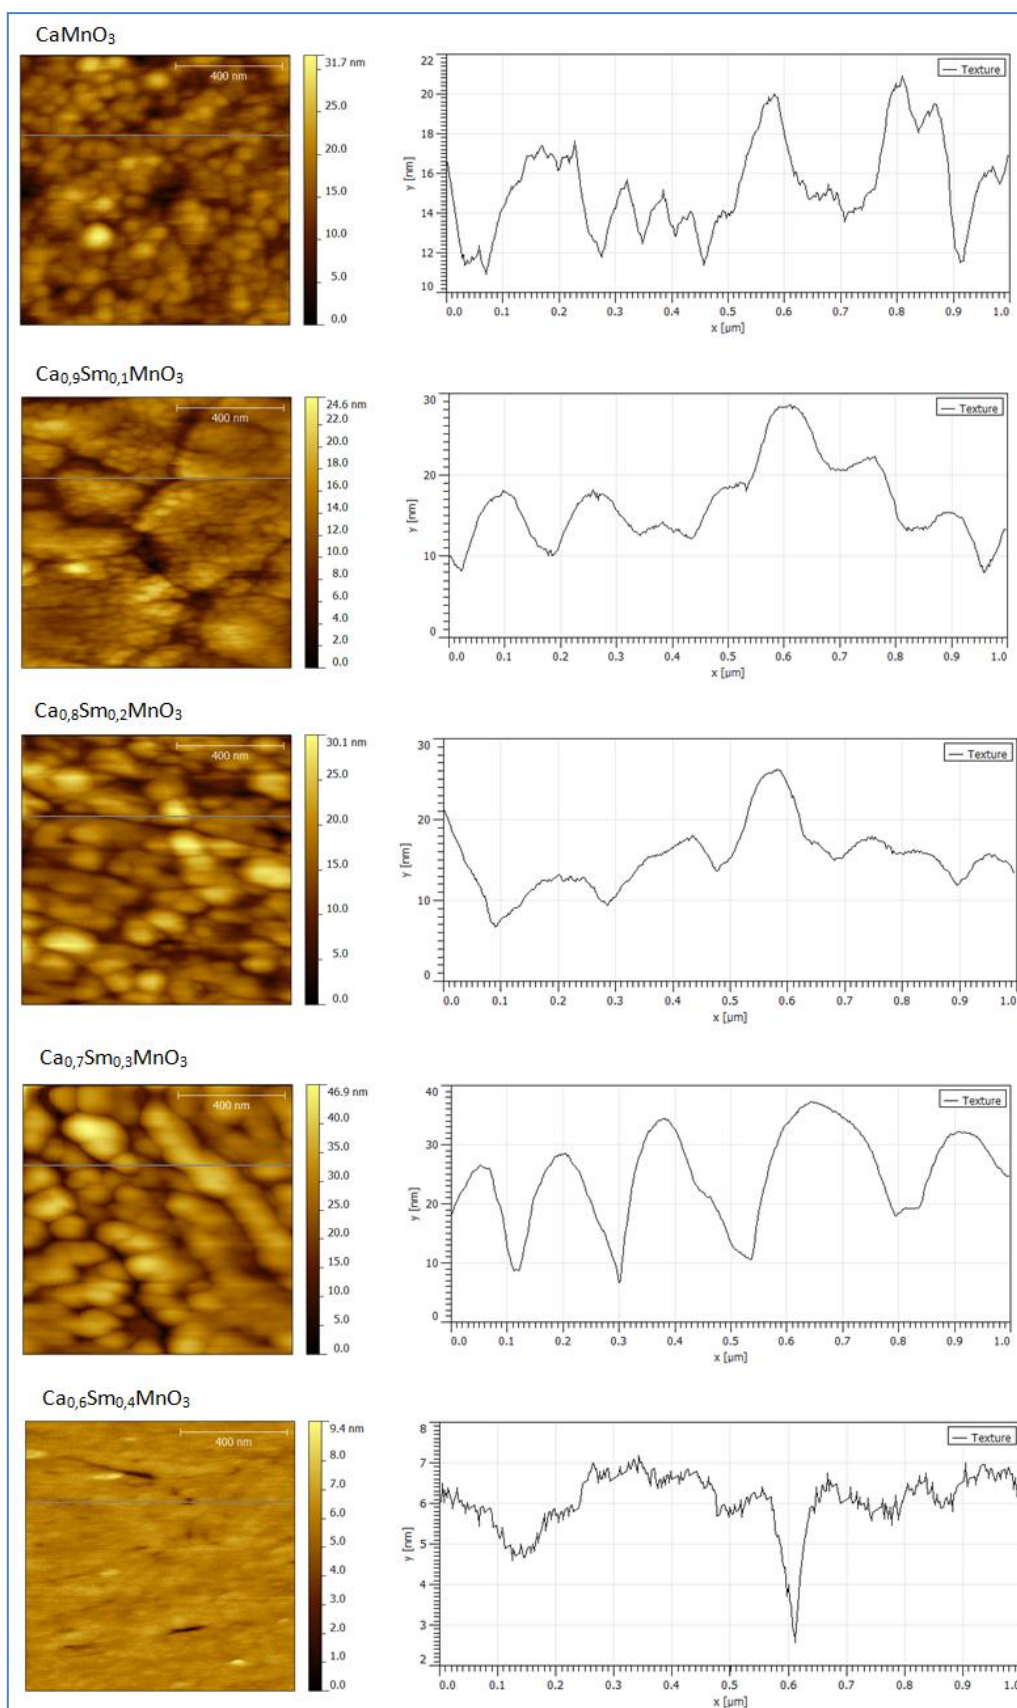 CaMnO₃
400 nm
31.7 nm
25.0
20.0
15.0
10.0
5.0
0.0
Texture
y [nm]
22
20
18
16
14
12
10
0.0 0.1 0.2 0.3 0.4 0.5 0.6 0.7 0.8 0.9 1.0
x [µm]
Ca₀,₉Sm₀,₁MnO₃
400 nm
24.6 nm
22.0
20.0
18.0
16.0
14.0
12.0
10.0
8.0
6.0
4.0
2.0
0.0
Texture
y [nm]
30
20
10
0
0.0 0.1 0.2 0.3 0.4 0.5 0.6 0.7 0.8 0.9 1.0
x [µm]
Ca₀,₈Sm₀,₂MnO₃
400 nm
30.1 nm
25.0
20.0
15.0
10.0
5.0
0.0
Texture
y [nm]
30
20
10
0
0.0 0.1 0.2 0.3 0.4 0.5 0.6 0.7 0.8 0.9 1.0
x [µm]
Ca₀,₇Sm₀,₃MnO₃
400 nm
46.9 nm
40.0
35.0
30.0
25.0
20.0
15.0
10.0
5.0
0.0
Texture
y [nm]
40
30
20
10
0
0.0 0.1 0.2 0.3 0.4 0.5 0.6 0.7 0.8 0.9 1.0
x [µm]
Ca₀,₆Sm₀,₄MnO₃
400 nm
9.4 nm
8.0
7.0
6.0
5.0
4.0
3.0
2.0
1.0
0.0
Texture
y [nm]
8
7
6
5
4
3
2
0.0 0.1 0.2 0.3 0.4 0.5 0.6 0.7 0.8 0.9 1.0
x [µm]